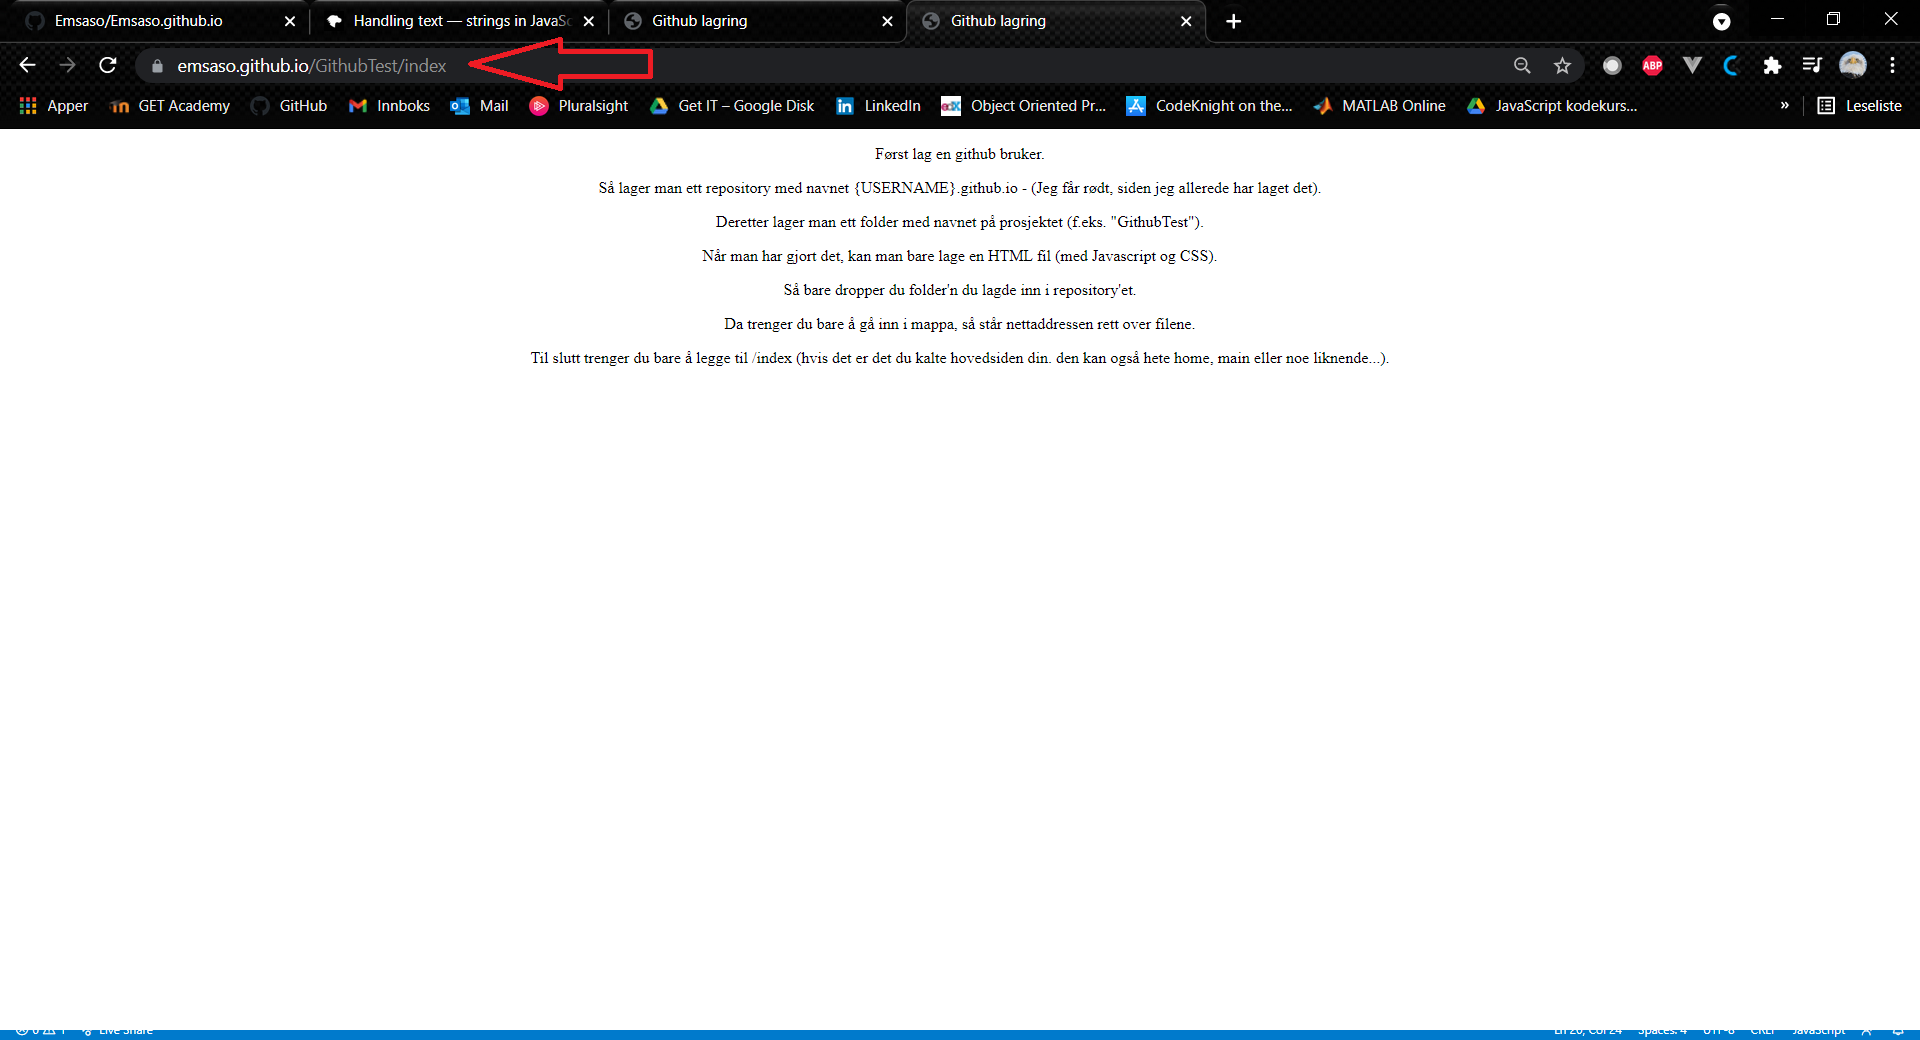 Emsaso/Emsaso.github.io
Handling text — strings in JavaSc
Github lagring
Github lagring
emsaso.github.io/GithubTest/index
ABP
Apper
GET Academy
GitHub
Innboks
Mail
Pluralsight
Get IT – Google Disk
LinkedIn
Object Oriented Pr...
CodeKnight on the...
MATLAB Online
JavaScript kodekurs...
»
Leseliste
Først lag en github bruker.
Så lager man ett repository med navnet {USERNAME}.github.io - (Jeg får rødt, siden jeg allerede har laget det).
Deretter lager man ett folder med navnet på prosjektet (f.eks. "GithubTest").
Når man har gjort det, kan man bare lage en HTML fil (med Javascript og CSS).
Så bare dropper du folder'n du lagde inn i repository'et.
Da trenger du bare å gå inn i mappa, så står nettaddressen rett over filene.
Til slutt trenger du bare å legge til /index (hvis det er det du kalte hovedsiden din. den kan også hete home, main eller noe liknende...).
Live Share
Ln 20, Col 24
Spaces: 4
UTF-8
CRLF
JavaScript